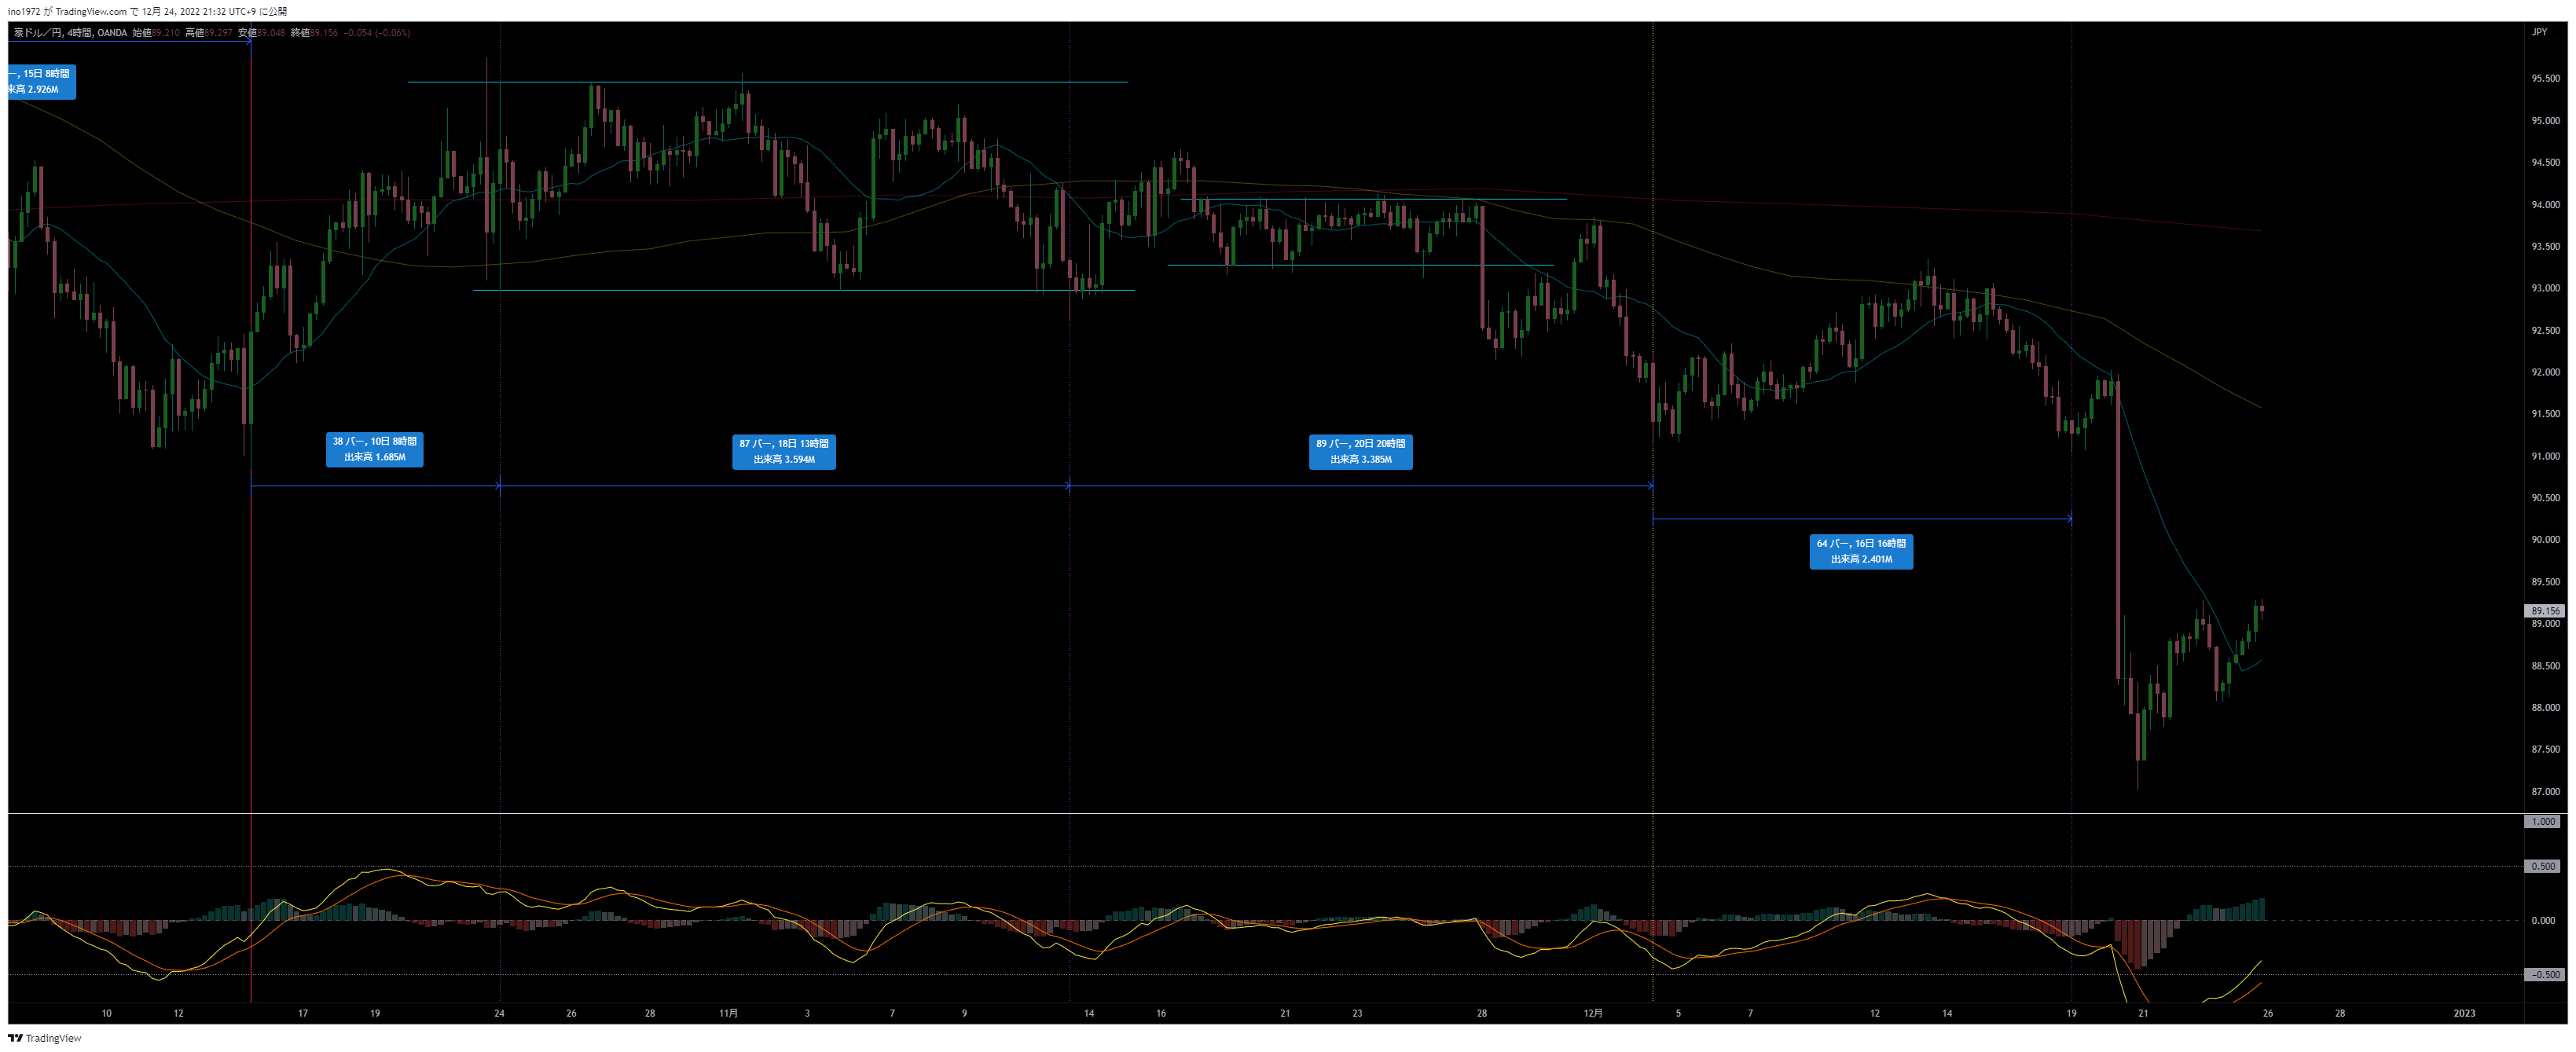 ino1972 が TradingView.com で 12月 24, 2022 21:32 UTC+9 に公開
豪ドル／円, 4時間, OANDA 始値89.210 高値89.297 安値89.048 終値89.156 −0.054 (−0.06%)
JPY
ー, 15日 8時間
来高 2.926M
95.500
95.000
94.500
94.000
93.500
93.000
92.500
92.000
91.500
91.000
90.500
90.000
89.500
89.156
89.000
88.500
88.000
87.500
87.000
38 バー, 10日 8時間
出来高 1.685M
87 バー, 18日 13時間
出来高 3.594M
89 バー, 20日 20時間
出来高 3.385M
64 バー, 16日 16時間
出来高 2.401M
1.000
0.500
0.000
−0.500
10 12 17 19 24 26 28 11月 3 7 9 14 16 21 23 28 12月 5 7 12 14 19 21 26 28 2023
TradingView